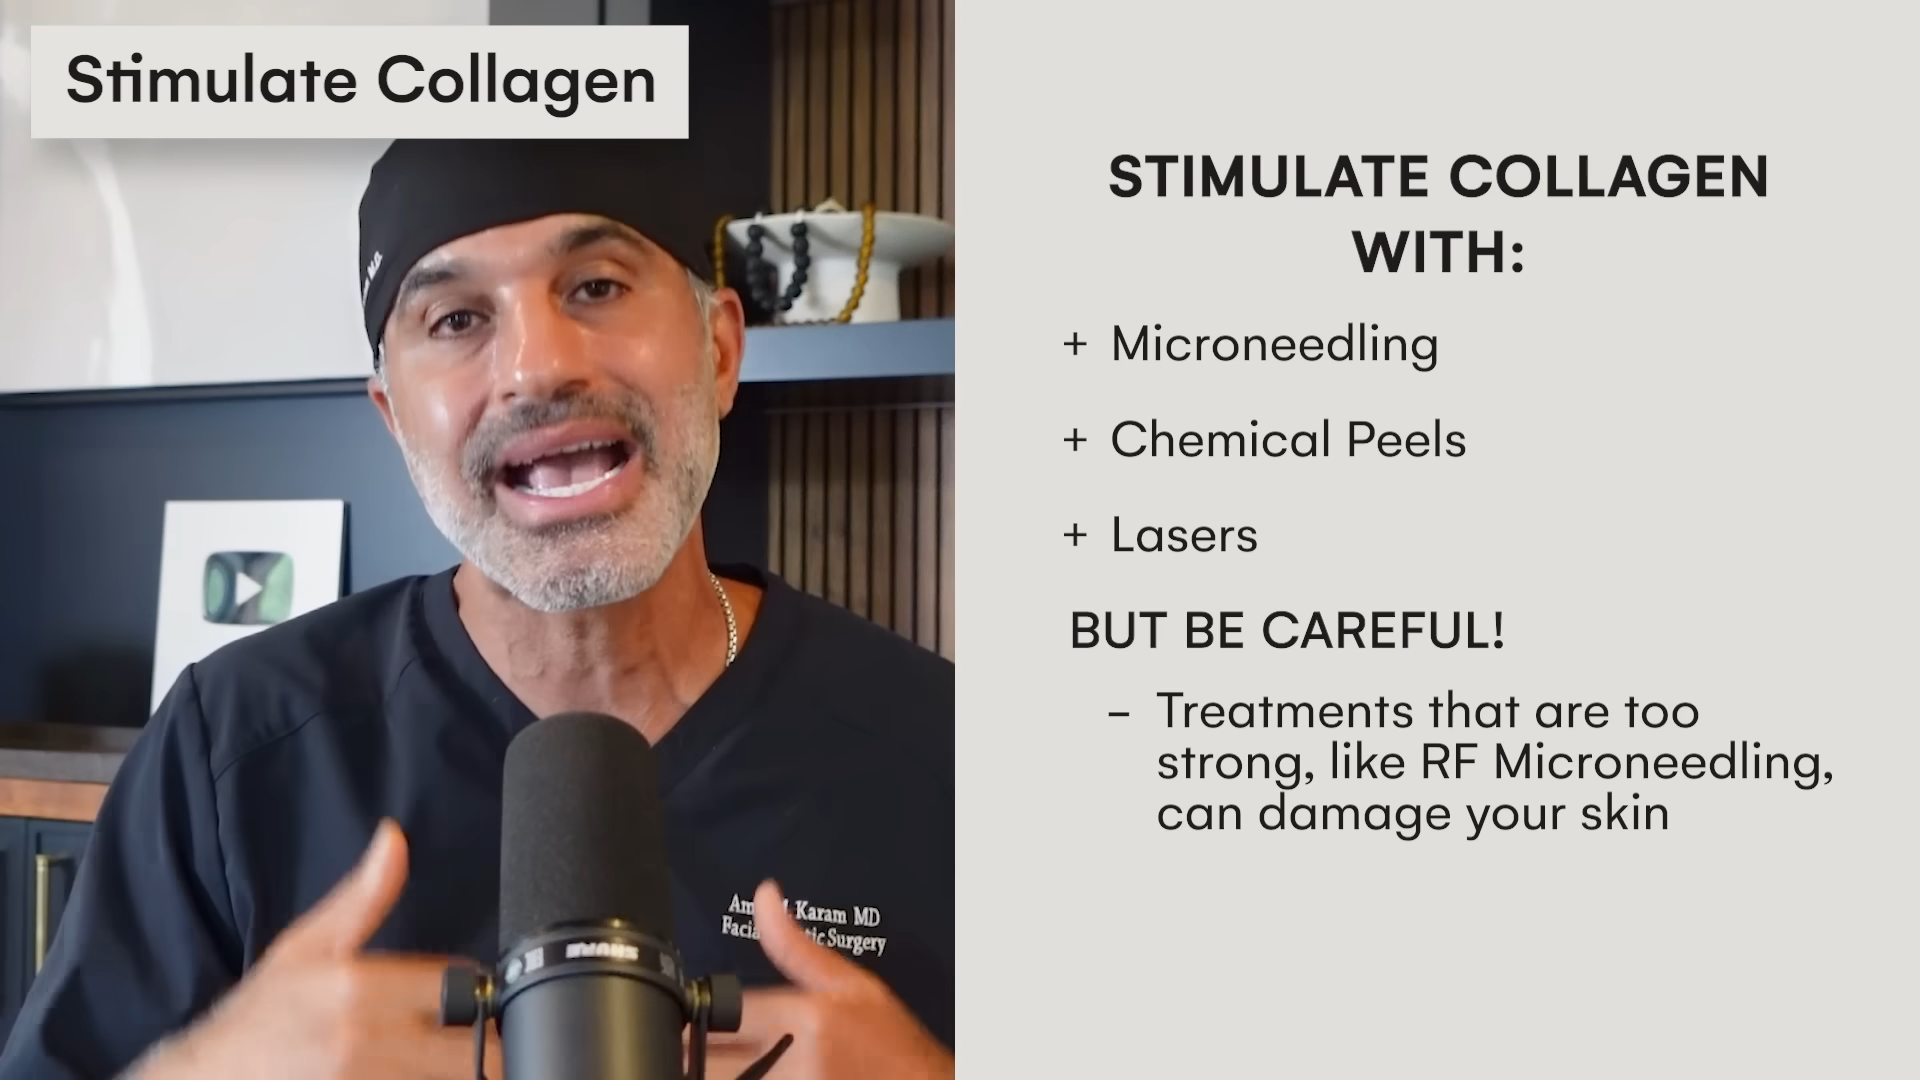 Stimulate Collagen
STIMULATE COLLAGEN
WITH:
+ Microneedling
+ Chemical Peels
+ Lasers
BUT BE CAREFUL!
– Treatments that are too
strong, like RF Microneedling,
can damage your skin
Karam MD
Surgery
SHURE